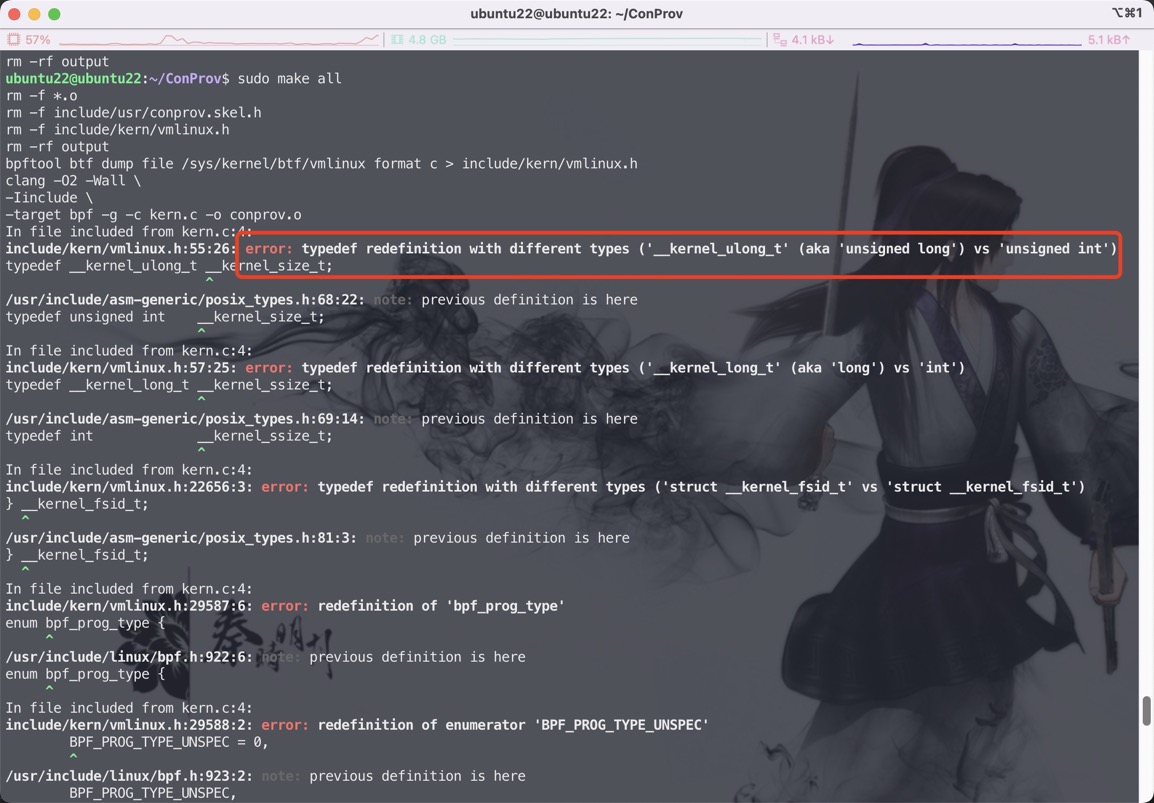 ubuntu22@ubuntu22: ~/ConProv
⌥⌘1
57%
4.8 GB
4.1 kB↓
5.1 kB↑
rm -rf output
ubuntu22@ubuntu22:~/ConProv$ sudo make all
rm -f *.o
rm -f include/usr/conprov.skel.h
rm -f include/kern/vmlinux.h
rm -rf output
bpftool btf dump file /sys/kernel/btf/vmlinux format c > include/kern/vmlinux.h
clang -O2 -Wall \
-Iinclude \
-target bpf -g -c kern.c -o conprov.o
In file included from kern.c:4:
include/kern/vmlinux.h:55:26: error: typedef redefinition with different types ('__kernel_ulong_t' (aka 'unsigned long') vs 'unsigned int')
typedef __kernel_ulong_t __kernel_size_t;
^
/usr/include/asm-generic/posix_types.h:68:22: note: previous definition is here
typedef unsigned int    __kernel_size_t;
^
In file included from kern.c:4:
include/kern/vmlinux.h:57:25: error: typedef redefinition with different types ('__kernel_long_t' (aka 'long') vs 'int')
typedef __kernel_long_t __kernel_ssize_t;
^
/usr/include/asm-generic/posix_types.h:69:14: note: previous definition is here
typedef int             __kernel_ssize_t;
^
In file included from kern.c:4:
include/kern/vmlinux.h:22656:3: error: typedef redefinition with different types ('struct __kernel_fsid_t' vs 'struct __kernel_fsid_t')
} __kernel_fsid_t;
^
/usr/include/asm-generic/posix_types.h:81:3: note: previous definition is here
} __kernel_fsid_t;
^
In file included from kern.c:4:
include/kern/vmlinux.h:29587:6: error: redefinition of 'bpf_prog_type'
enum bpf_prog_type {
^
/usr/include/linux/bpf.h:922:6: note: previous definition is here
enum bpf_prog_type {
^
In file included from kern.c:4:
include/kern/vmlinux.h:29588:2: error: redefinition of enumerator 'BPF_PROG_TYPE_UNSPEC'
BPF_PROG_TYPE_UNSPEC = 0,
^
/usr/include/linux/bpf.h:923:2: note: previous definition is here
BPF_PROG_TYPE_UNSPEC,
秦时明月